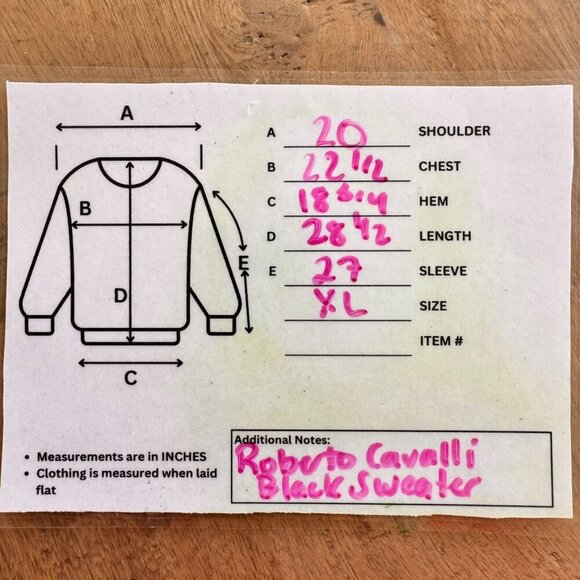 A
A 20 SHOULDER
B 22 1/2 CHEST
C 18 3/4 HEM
D 28 1/2 LENGTH
E 27 SLEEVE
XL SIZE
ITEM #
B
E
D
C
• Measurements are in INCHES
• Clothing is measured when laid
flat
Additional Notes:
Roberto Cavalli
Black Sweater